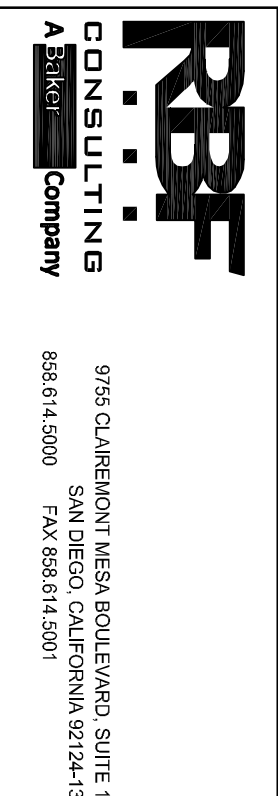 RBF
CONSULTING
A Baker Company
9755 CLAIREMONT MESA BOULEVARD, SUITE 1
SAN DIEGO, CALIFORNIA 92124-13
858.614.5000 FAX 858.614.5001